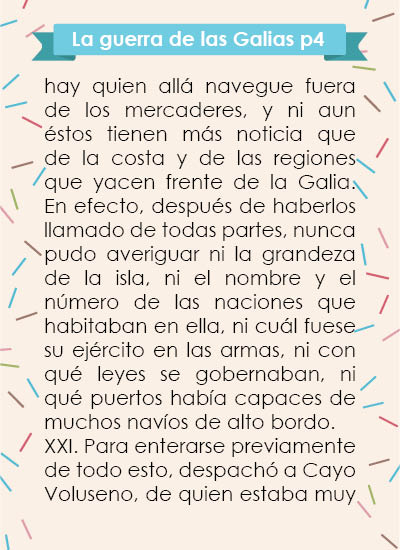 La guerra de las Galias p4
hay quien allá navegue fuera
de los mercaderes, y ni aun
éstos tienen más noticia que
de la costa y de las regiones
que yacen frente de la Galia.
En efecto, después de haberlos
llamado de todas partes, nunca
pudo averiguar ni la grandeza
de la isla, ni el nombre y el
número de las naciones que
habitaban en ella, ni cuál fuese
su ejército en las armas, ni con
qué leyes se gobernaban, ni
qué puertos había capaces de
muchos navíos de alto bordo.
XXI. Para enterarse previamente
de todo esto, despachó a Cayo
Voluseno, de quien estaba muy